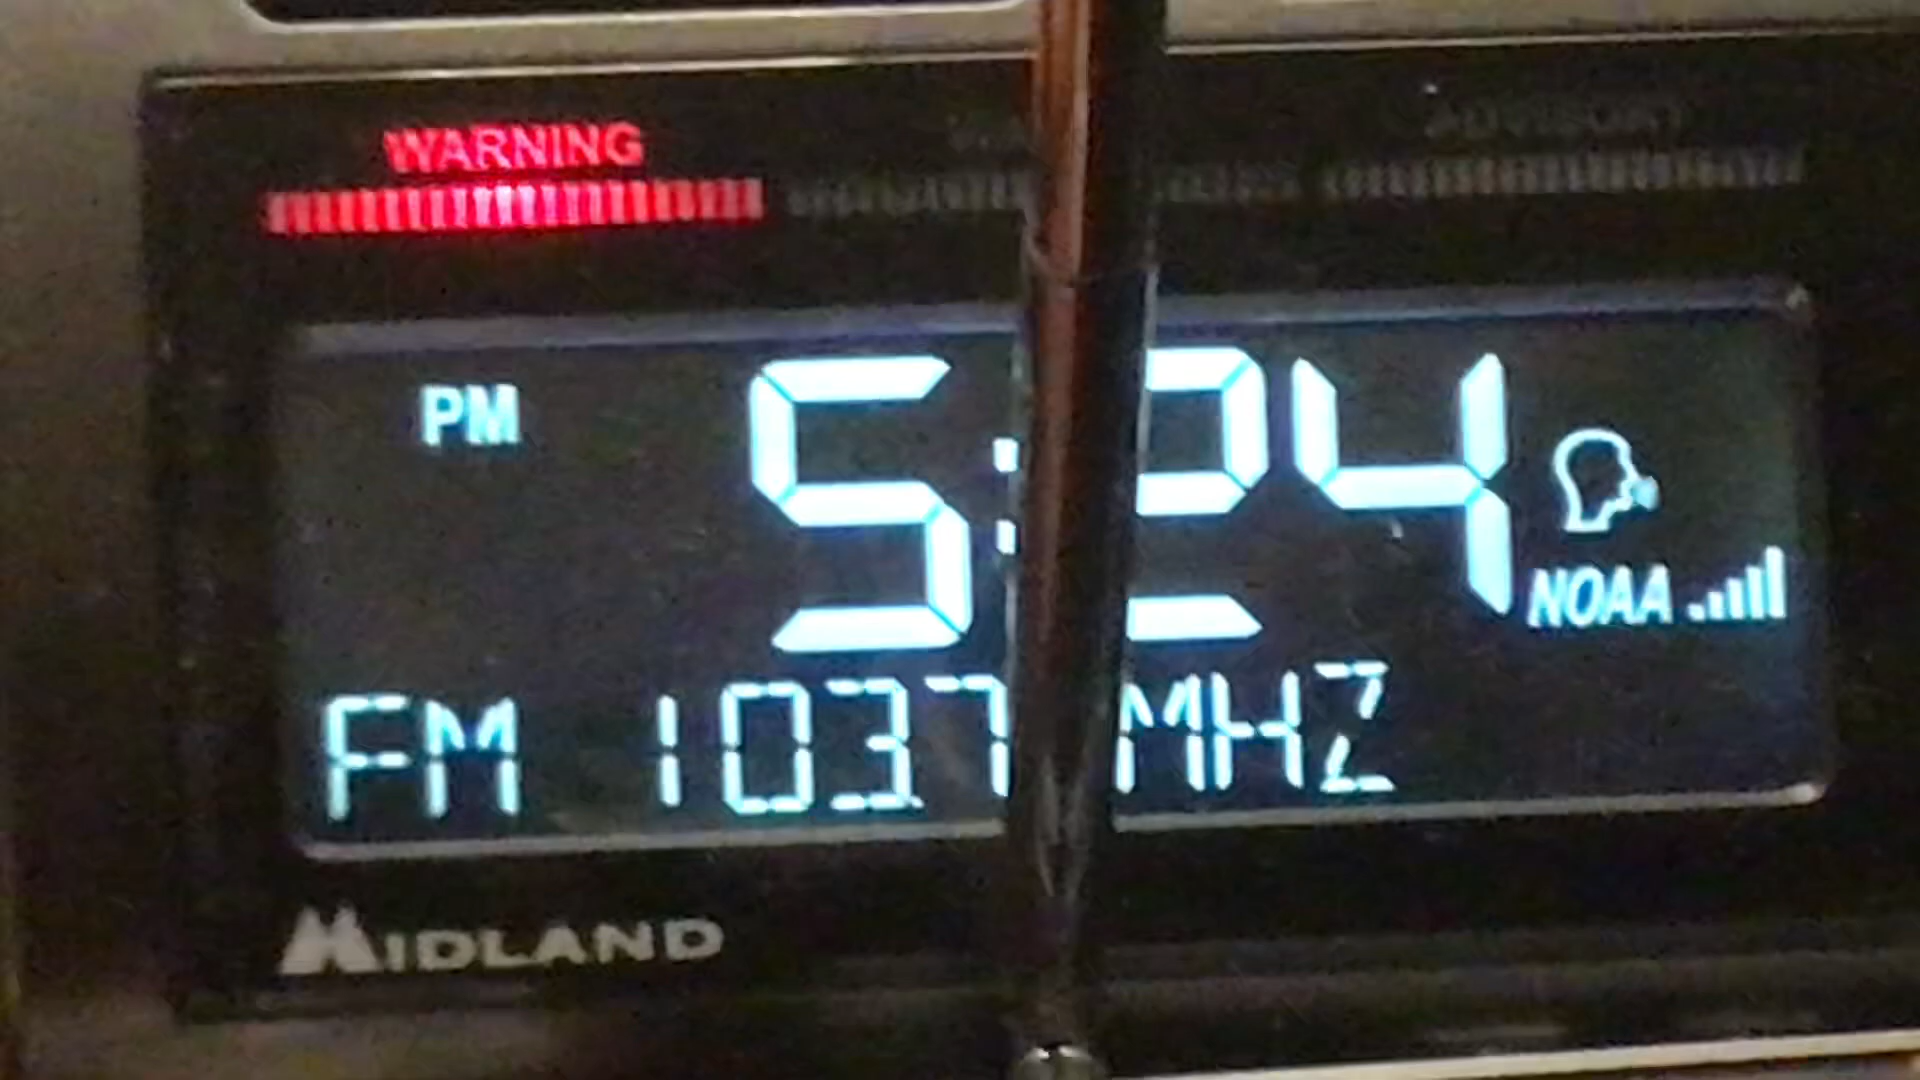 WARNING
ADVISORY
PM 5:24
NOAA
FM 1037 MHZ
MIDLAND